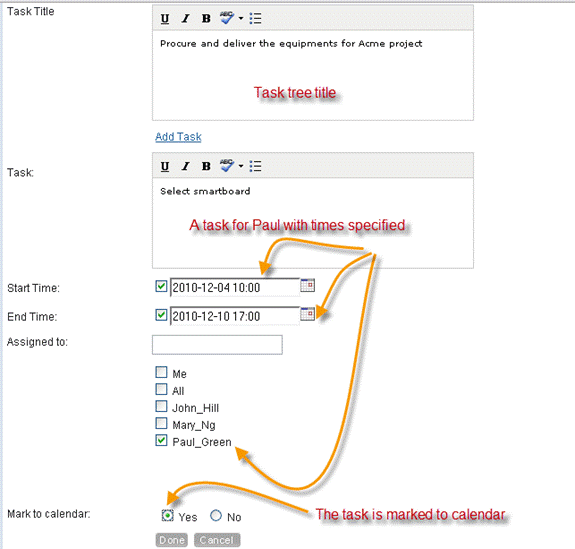 Task Title
U I B ABC
Procure and deliver the equipments for Acme project
Task tree title
Add Task
Task:
U I B ABC
Select smartboard
A task for Paul with times specified
Start Time: 2010-12-04 10:00
End Time: 2010-12-10 17:00
Assigned to:
Me
All
John_Hill
Mary_Ng
Paul_Green
Mark to calendar: Yes No
The task is marked to calendar
Done Cancel